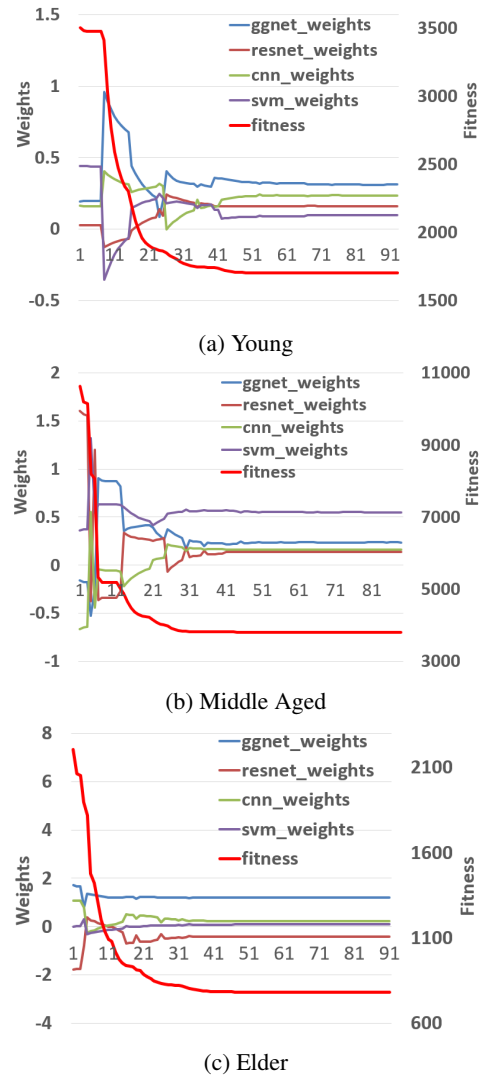 1.5
1
0.5
0
-0.5
Weights
ggnet_weights
resnet_weights
cnn_weights
svm_weights
fitness
1 11 21 31 41 51 61 71 81 91
3500
3000
2500
2000
1500
Fitness
(a) Young
2
1.5
1
0.5
0
-0.5
-1
Weights
ggnet_weights
resnet_weights
cnn_weights
svm_weights
fitness
1 11 21 31 41 51 61 71 81
11000
9000
7000
5000
3000
Fitness
(b) Middle Aged
8
6
4
2
0
-2
-4
Weights
ggnet_weights
resnet_weights
cnn_weights
svm_weights
fitness
1 11 21 31 41 51 61 71 81 91
2100
1600
1100
600
Fitness
(c) Elder